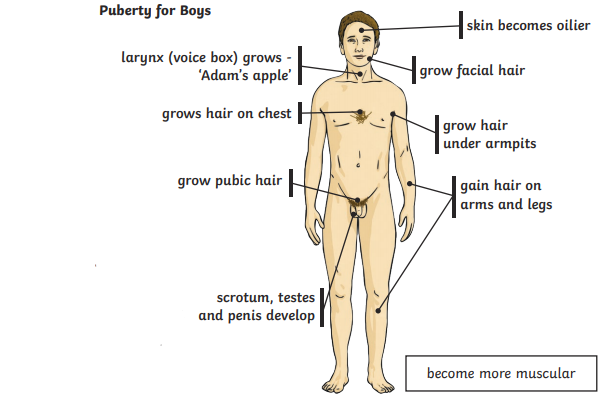 Puberty for Boys
skin becomes oilier
larynx (voice box) grows -
‘Adam’s apple’
grow facial hair
grows hair on chest
grow hair
under armpits
grow pubic hair
gain hair on
arms and legs
scrotum, testes
and penis develop
become more muscular